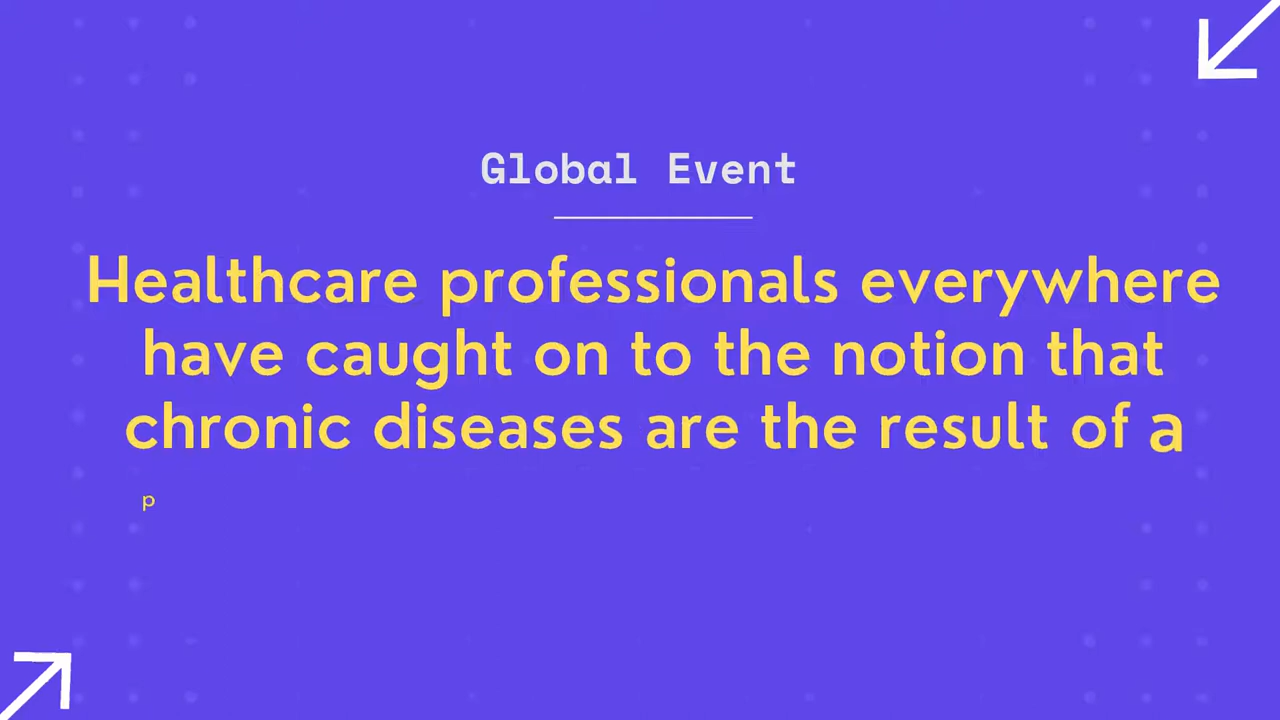 Global Event
Healthcare professionals everywhere
have caught on to the notion that
chronic diseases are the result of a
p